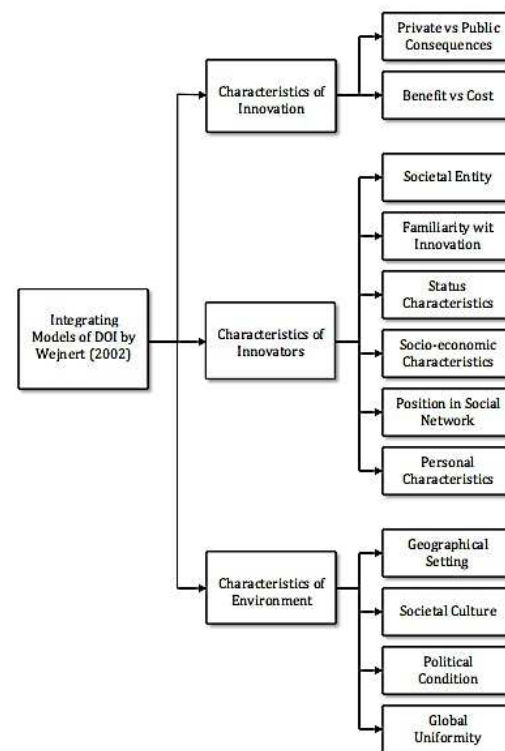 Private vs Public
Consequences
Characteristics of
Innovation
Benefit vs Cost
Societal Entity
Familiarity wit
Innovation
Status
Characteristics
Integrating
Models of DOI by
Wejnert (2002)
Characteristics of
Innovators
Socio-economic
Characteristics
Position in Social
Network
Personal
Characteristics
Geographical
Setting
Characteristics of
Environment
Societal Culture
Political
Condition
Global
Uniformity